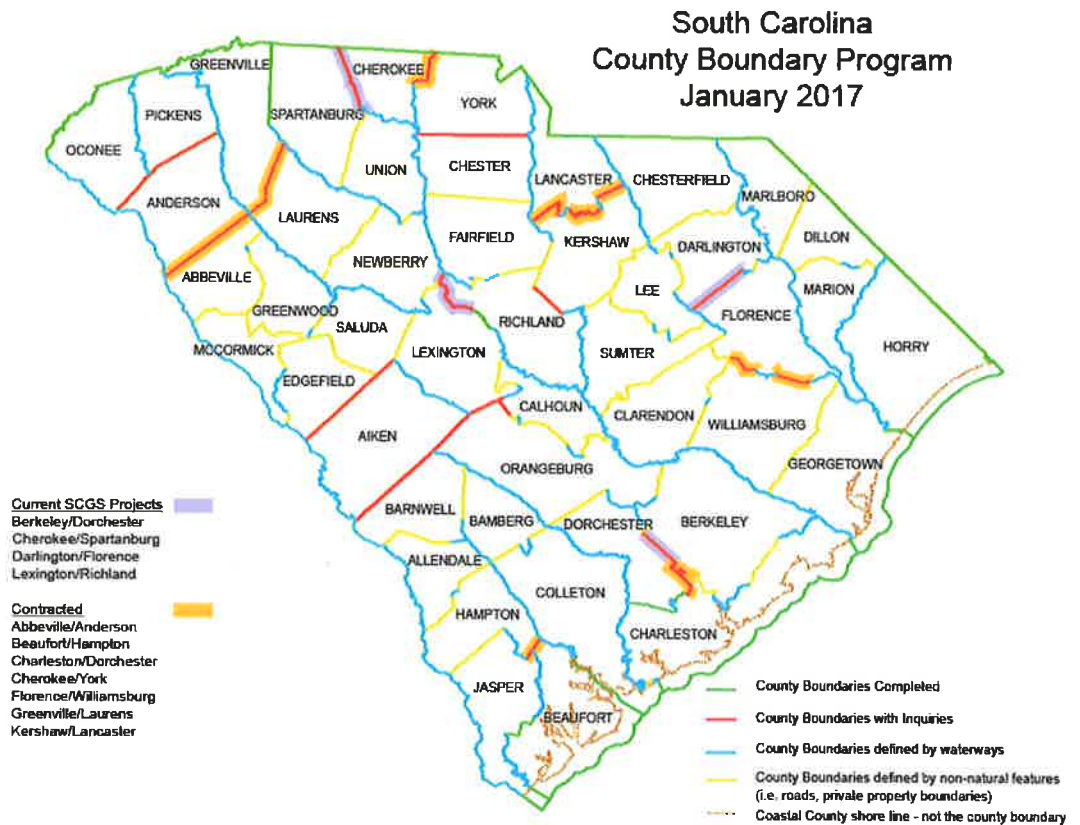 South Carolina
County Boundary Program
January 2017
GREENVILLE
CHEROKEE
SPARTANBURG
YORK
PICKENS
OCONEE
UNION
CHESTER
LANCASTER
CHESTERFIELD
MARLBORO
ANDERSON
LAURENS
FAIRFIELD
KERSHAW
DARLINGTON
DILLON
NEWBERRY
ABBEVILLE
LEE
MARION
GREENWOOD
SALUDA
RICHLAND
FLORENCE
HORRY
MCCORMICK
LEXINGTON
SUMTER
EDGEFIELD
CALHOUN
CLARENDON
WILLIAMSBURG
AIKEN
ORANGEBURG
GEORGETOWN
BARNWELL
BAMBERG
DORCHESTER
BERKELEY
ALLENDALE
COLLETON
HAMPTON
CHARLESTON
JASPER
BEAUFORT
Current SCGS Projects
Berkeley/Dorchester
Cherokee/Spartanburg
Darlington/Florence
Lexington/Richland
Contracted
Abbeville/Anderson
Beaufort/Hampton
Charleston/Dorchester
Cherokee/York
Florence/Williamsburg
Greenville/Laurens
Kershaw/Lancaster
County Boundaries Completed
County Boundaries with Inquiries
County Boundaries defined by waterways
County Boundaries defined by non-natural features
(i.e. roads, private property boundaries)
Coastal County shore line - not the county boundary